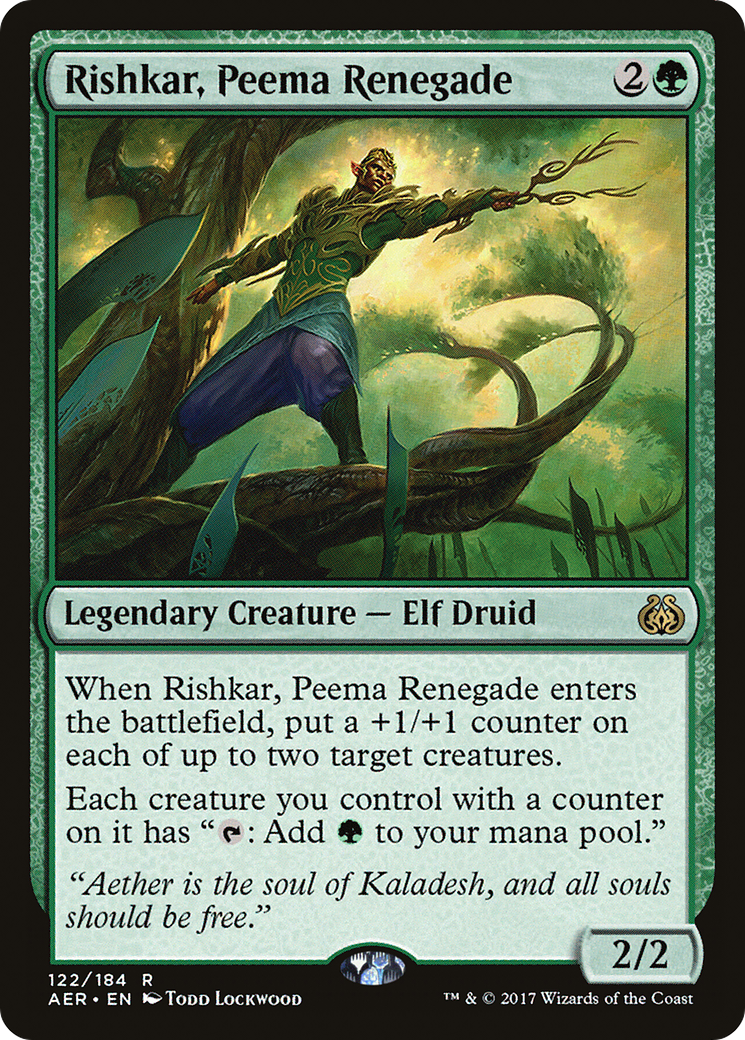 Rishkar, Peema Renegade 2
Legendary Creature — Elf Druid
When Rishkar, Peema Renegade enters
the battlefield, put a +1/+1 counter on
each of up to two target creatures.
Each creature you control with a counter
on it has “: Add to your mana pool.”
“Aether is the soul of Kaladesh, and all souls
should be free.”
2/2
122/184 R
AER • EN Todd Lockwood
™ & © 2017 Wizards of the Coast